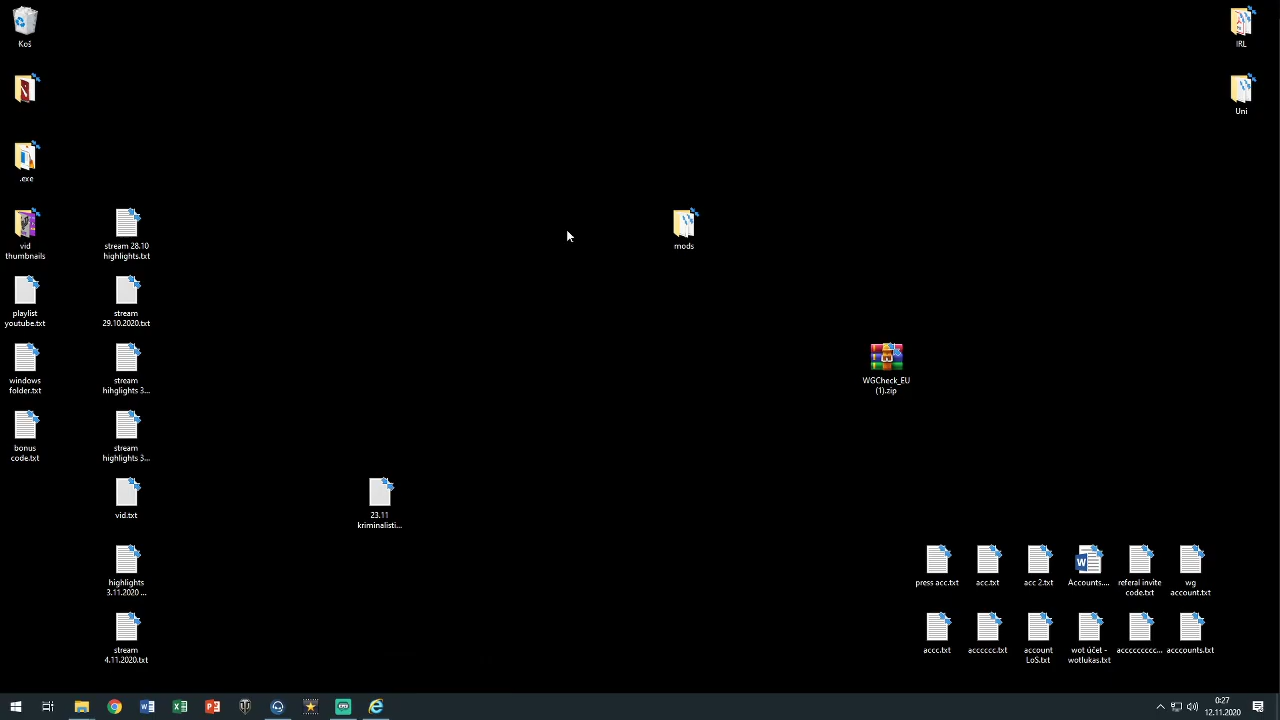 Koš
IRL
Uni
.exe
vid
thumbnails
stream 28.10
highlights.txt
mods
playlist
youtube.txt
stream
29.10.2020.txt
windows
folder.txt
stream
hihglights 3...
WGCheck_EU
(1).zip
bonus
code.txt
stream
highlights 3...
vid.txt
23.11
kriminalisti...
highlights
3.11.2020 ...
press acc.txt
acc.txt
acc 2.txt
Accounts....
referal invite
code.txt
wg
account.txt
stream
4.11.2020.txt
accc.txt
acccccc.txt
account
LoS.txt
wot účet -
wotlukas.txt
accccccccc...
acccounts.txt
0:27
12.11.2020